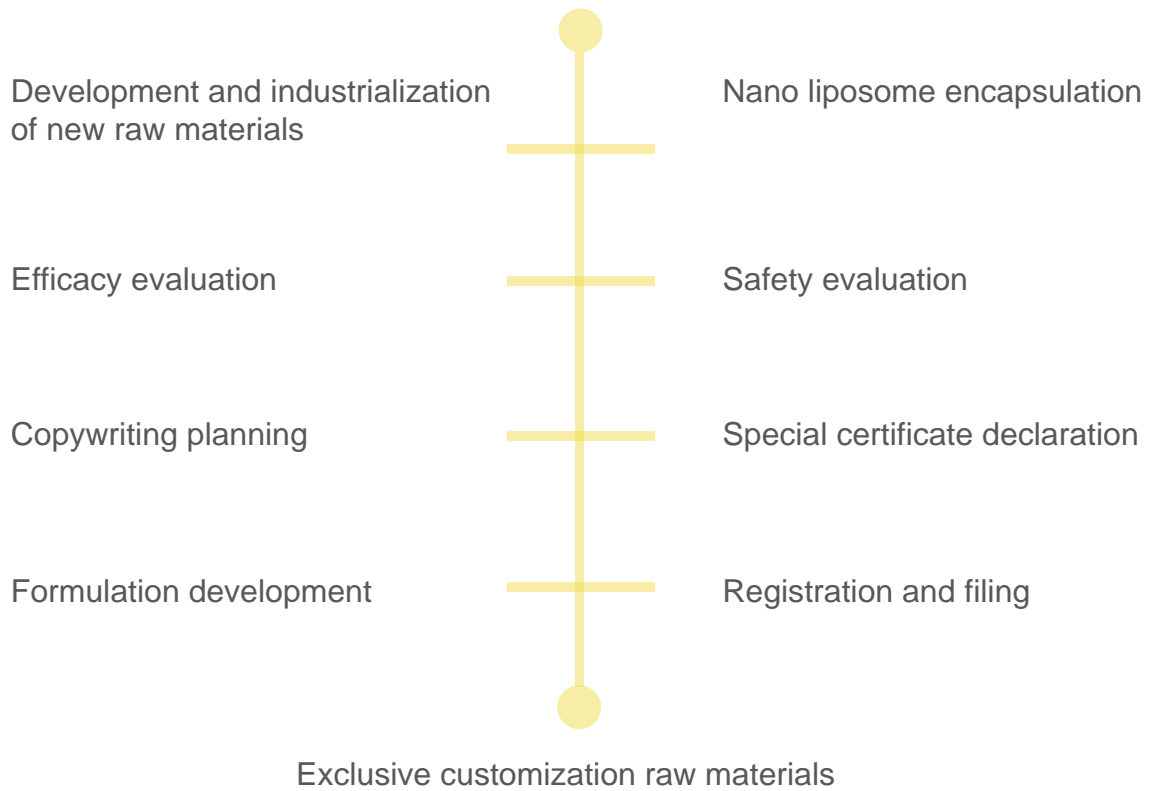 Development and industrialization
of new raw materials
Nano liposome encapsulation
Efficacy evaluation
Safety evaluation
Copywriting planning
Special certificate declaration
Formulation development
Registration and filing
Exclusive customization raw materials